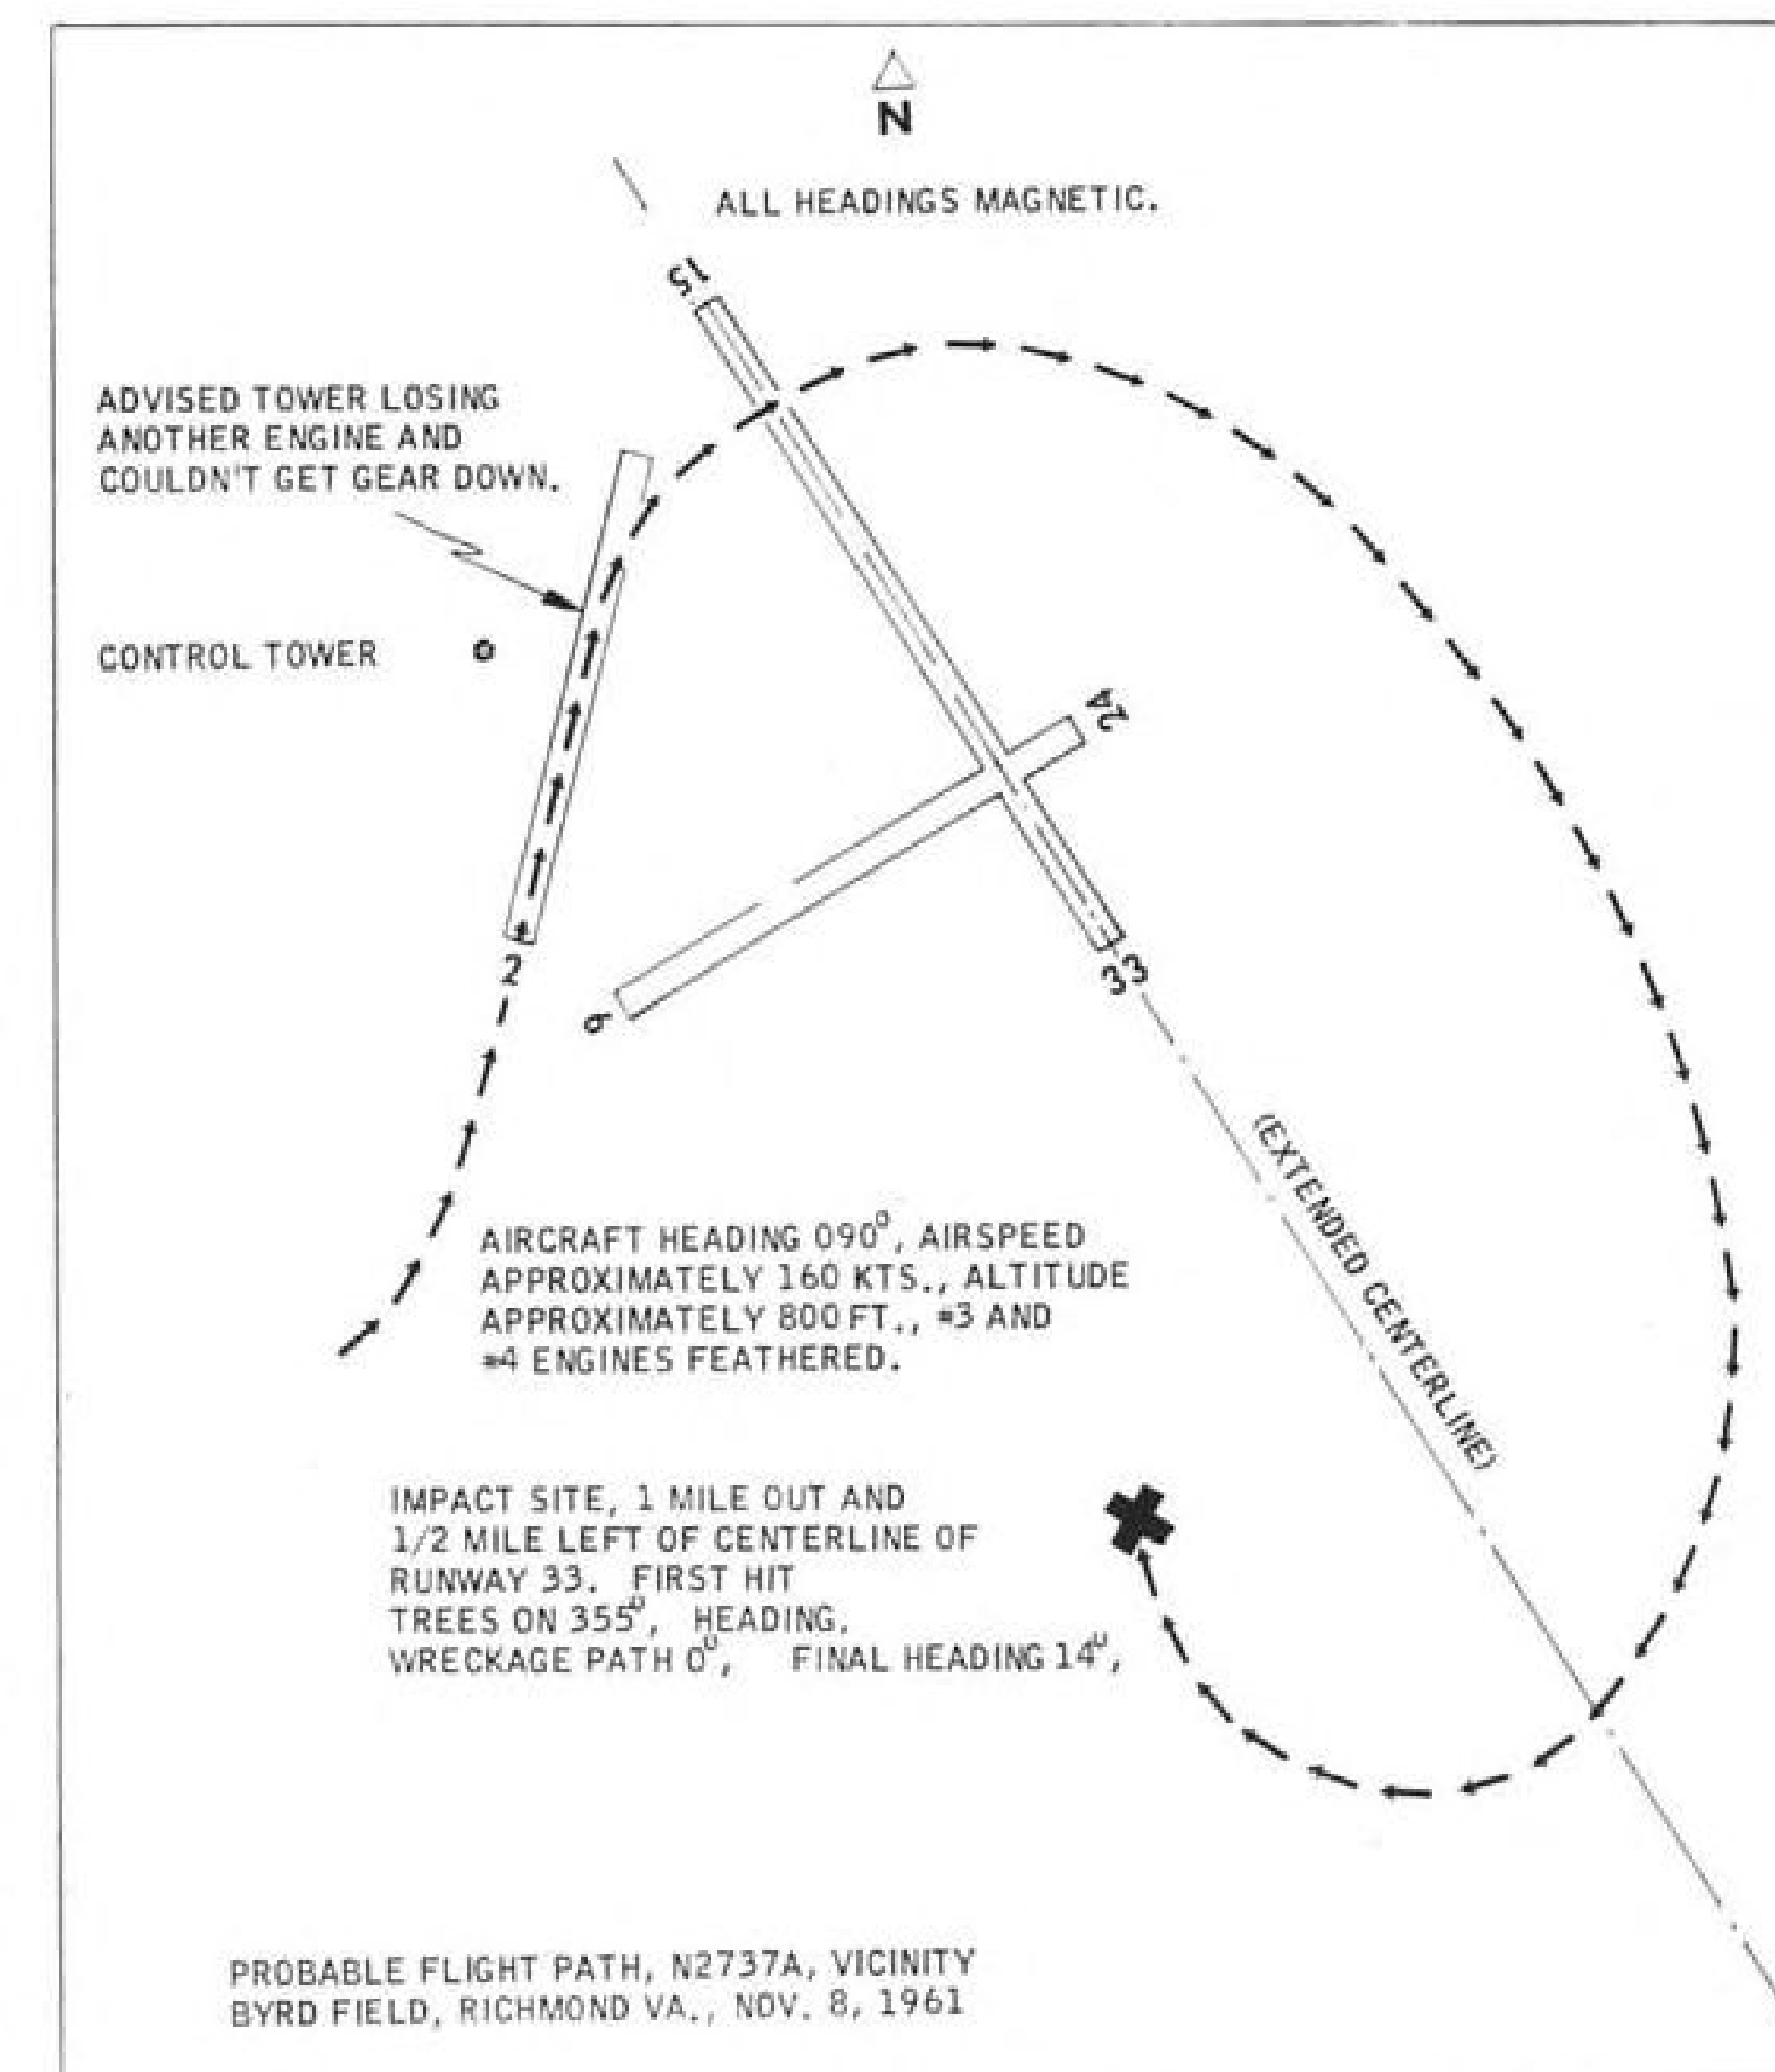 N
ALL HEADINGS MAGNETIC.
15
ADVISED TOWER LOSING
ANOTHER ENGINE AND
COULDN'T GET GEAR DOWN.
CONTROL TOWER
24
2
33
6
(EXTENDED CENTERLINE)
AIRCRAFT HEADING 090°, AIRSPEED
APPROXIMATELY 160 KTS., ALTITUDE
APPROXIMATELY 800 FT., #3 AND
#4 ENGINES FEATHERED.
IMPACT SITE, 1 MILE OUT AND
1/2 MILE LEFT OF CENTERLINE OF
RUNWAY 33. FIRST HIT
TREES ON 355°, HEADING,
WRECKAGE PATH 0°, FINAL HEADING 14°,
PROBABLE FLIGHT PATH, N2737A, VICINITY
BYRD FIELD, RICHMOND VA., NOV. 8, 1961